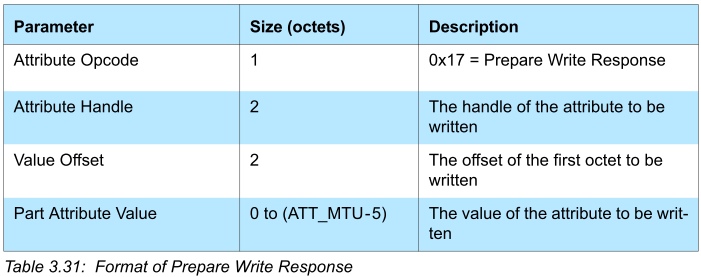 Parameter Size (octets) Description
Attribute Opcode 1 0x17 = Prepare Write Response
Attribute Handle 2 The handle of the attribute to be
written
Value Offset 2 The offset of the first octet to be
written
Part Attribute Value 0 to (ATT_MTU-5) The value of the attribute to be writ-
ten
Table 3.31: Format of Prepare Write Response